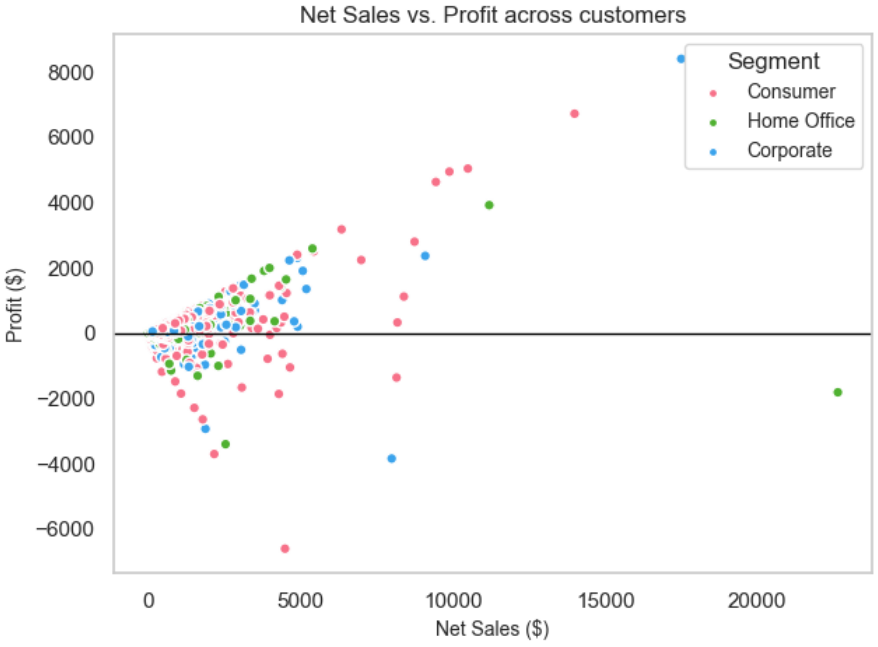 Net Sales vs. Profit across customers
Profit ($)
8000
6000
4000
2000
0
−2000
−4000
−6000
Segment
Consumer
Home Office
Corporate
0 5000 10000 15000 20000
Net Sales ($)